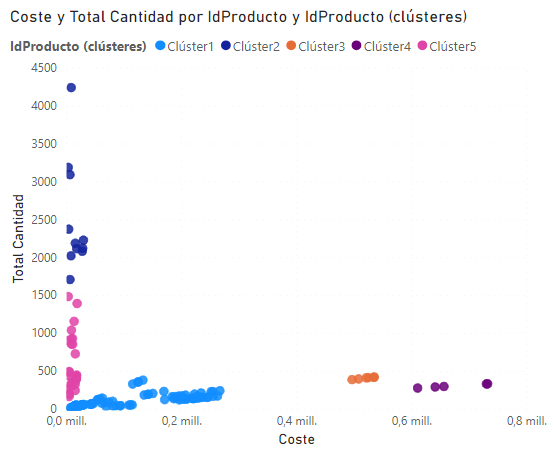 Coste y Total Cantidad por IdProducto y IdProducto (clústeres)
IdProducto (clústeres) Clúster1 Clúster2 Clúster3 Clúster4 Clúster5
4500
4000
3500
3000
2500
2000
1500
1000
500
0
Total Cantidad
0,0 mill. 0,2 mill. 0,4 mill. 0,6 mill. 0,8 mill.
Coste